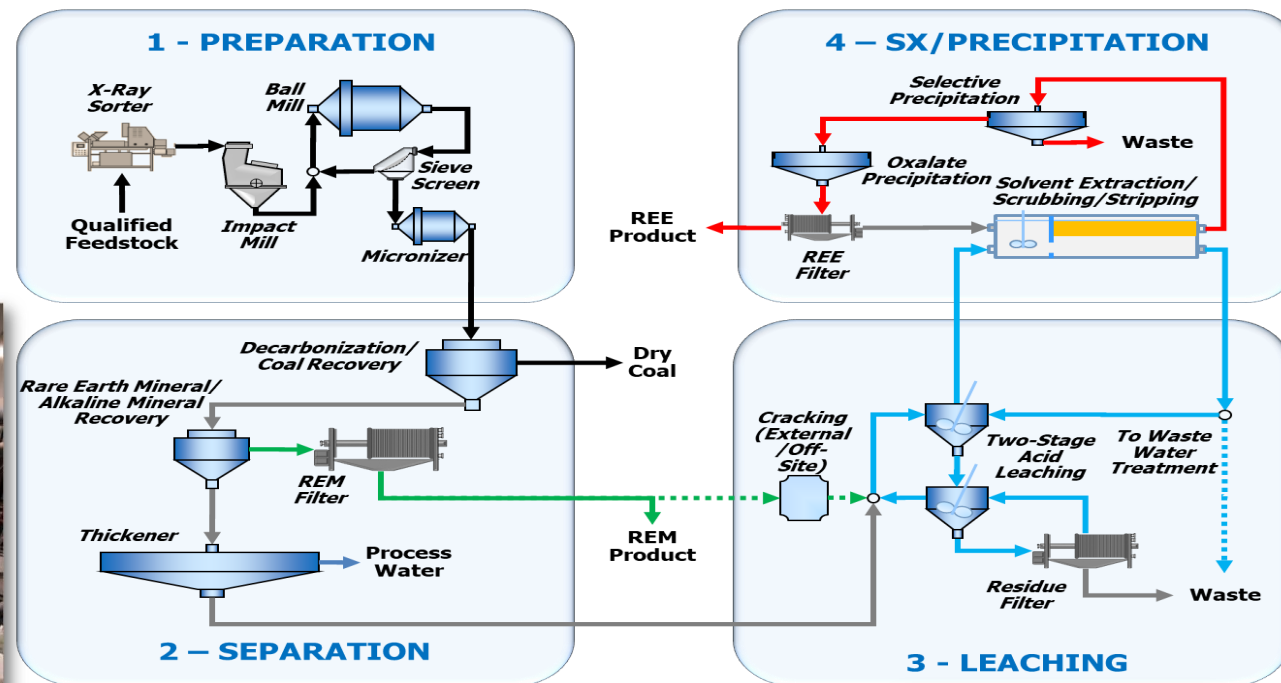 1 - PREPARATION
X-Ray
Sorter
Ball
Mill
Sieve
Screen
Qualified
Feedstock
Impact
Mill
Micronizer
4 – SX/PRECIPITATION
Selective
Precipitation
Waste
Oxalate
Precipitation
Solvent Extraction/
Scrubbing/Stripping
REE
Product
REE
Filter
Decarbonization/
Coal Recovery
Dry
Coal
Rare Earth Mineral/
Alkaline Mineral
Recovery
REM
Filter
Thickener
Process
Water
REM
Product
2 – SEPARATION
Cracking
(External
/Off-
Site)
Two-Stage
Acid
Leaching
To Waste
Water
Treatment
Residue
Filter
Waste
3 - LEACHING